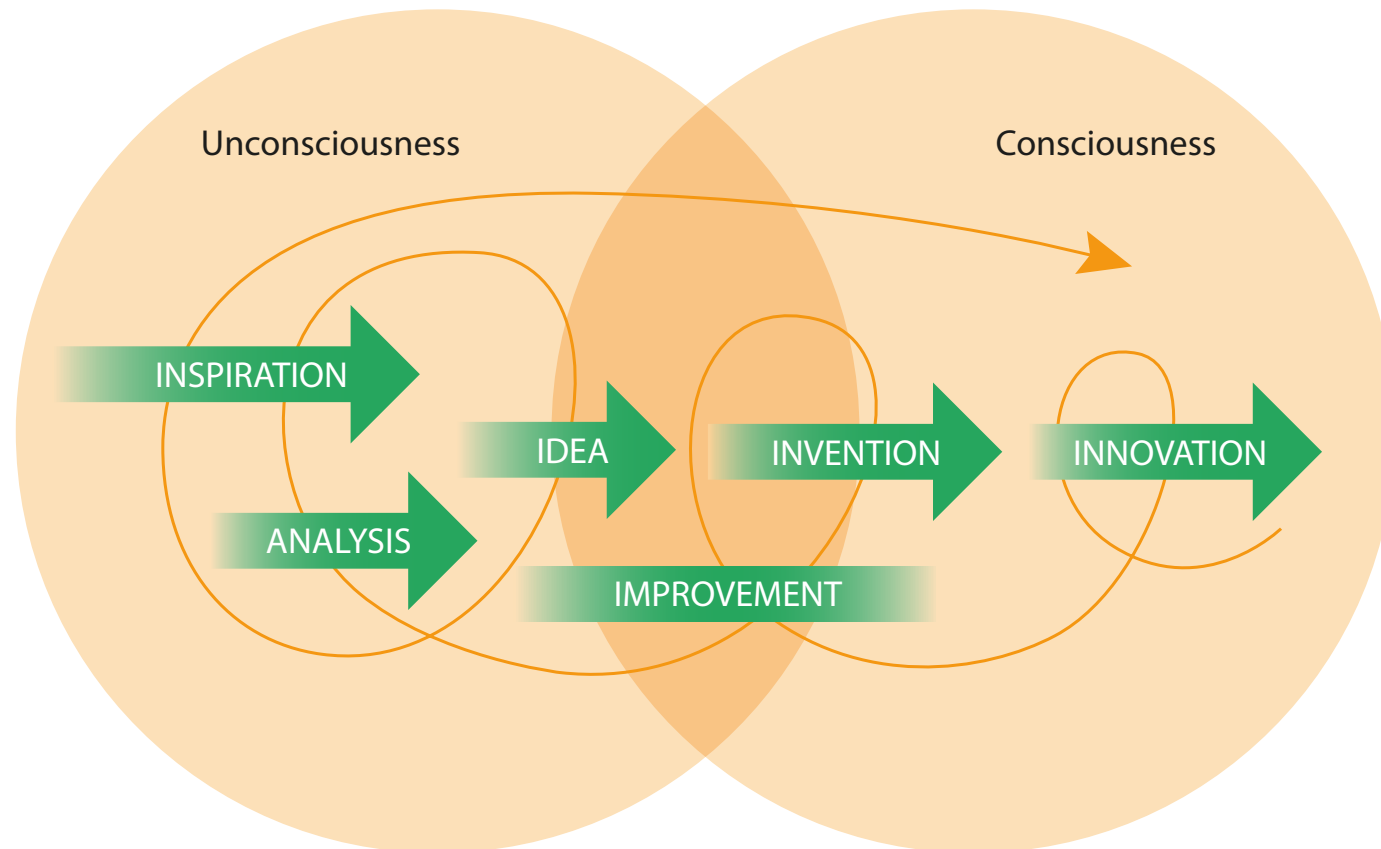 Unconsciousness
Consciousness
INSPIRATION
IDEA
INVENTION
INNOVATION
ANALYSIS
IMPROVEMENT